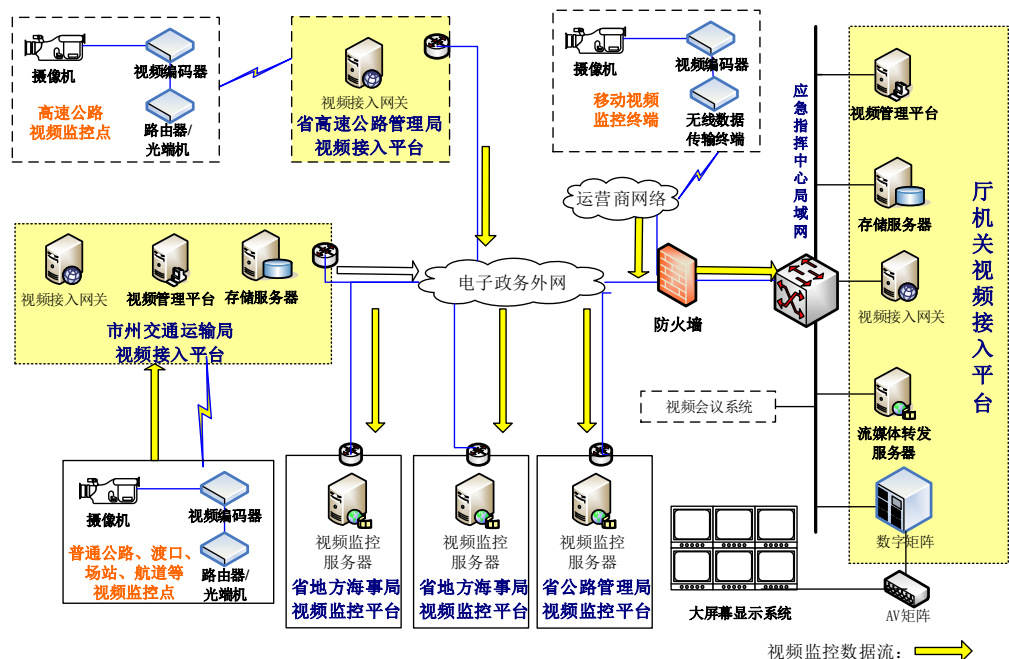 摄像机
视频编码器
高速公路
视频监控点
路由器/
光端机
视频接入网关
省高速公路管理局
视频接入平台
摄像机
视频编码器
移动视频
监控终端
无线数据
传输终端
运营商网络
应急指挥中心局域网
视频管理平台
存储服务器
视频接入网关
流媒体转发
服务器
数字矩阵
厅机关视频接入平台
视频接入网关
视频管理平台
存储服务器
市州交通运输局
视频接入平台
电子政务外网
防火墙
视频会议系统
摄像机
视频编码器
普通公路、渡口、
场站、航道等
视频监控点
路由器/
光端机
视频监控
服务器
省地方海事局
视频监控平台
视频监控
服务器
省地方海事局
视频监控平台
视频监控
服务器
省公路管理局
视频监控平台
大屏幕显示系统
AV矩阵
视频监控数据流：